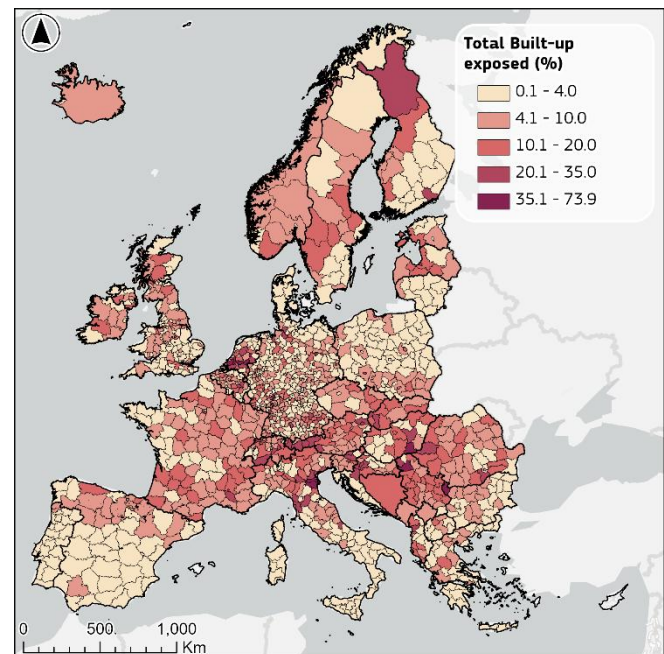 Total Built-up
exposed (%)
0.1 - 4.0
4.1 - 10.0
10.1 - 20.0
20.1 - 35.0
35.1 - 73.9
0 500 1,000
Km